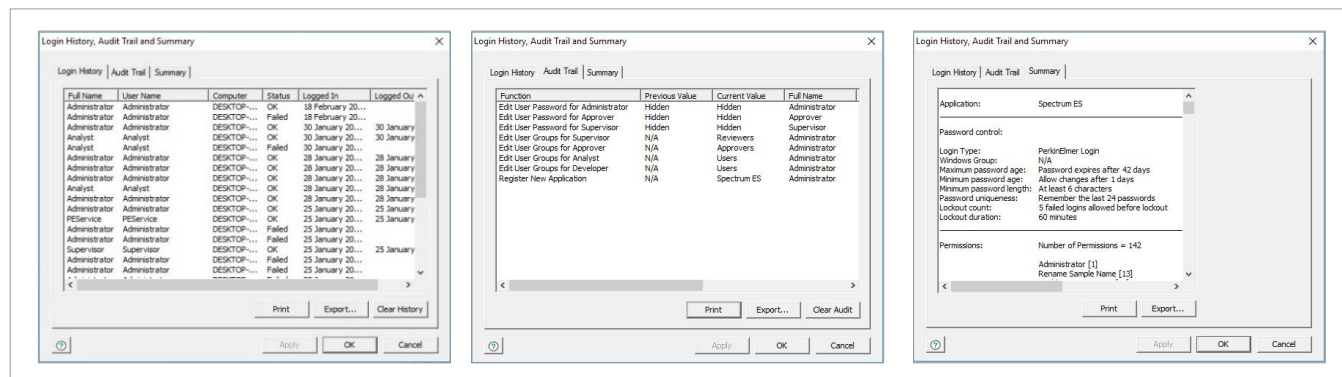 Login History, Audit Trail and Summary
Login History Audit Trail Summary
Full Name User Name Computer Status Logged In Logged Ou
Administrator Administrator DESKTOP-... OK 18 February 20...
Administrator Administrator DESKTOP-... Failed 18 February 20...
Administrator Administrator DESKTOP-... OK 30 January 20... 30 January
Analyst Analyst DESKTOP-... OK 30 January 20... 30 January
Analyst Analyst DESKTOP-... Failed 30 January 20...
Administrator Administrator DESKTOP-... OK 28 January 20... 28 January
Administrator Administrator DESKTOP-... OK 28 January 20... 28 January
Administrator Administrator DESKTOP-... OK 28 January 20... 28 January
Analyst Analyst DESKTOP-... OK 28 January 20... 28 January
Administrator Administrator DESKTOP-... OK 28 January 20... 28 January
Administrator Administrator DESKTOP-... OK 25 January 20... 25 January
PEService PEService DESKTOP-... OK 25 January 20... 25 January
Administrator Administrator DESKTOP-... Failed 25 January 20...
Administrator Administrator DESKTOP-... Failed 25 January 20...
Supervisor Supervisor DESKTOP-... OK 25 January 20... 25 January
Administrator Administrator DESKTOP-... Failed 25 January 20...
Administrator Administrator DESKTOP-... Failed 25 January 20...
Print Export... Clear History
Apply OK Cancel
Login History, Audit Trail and Summary
Login History Audit Trail Summary
Function Previous Value Current Value Full Name
Edit User Password for Administrator Hidden Hidden Administrator
Edit User Password for Approver Hidden Hidden Approver
Edit User Password for Supervisor Hidden Hidden Supervisor
Edit User Groups for Supervisor N/A Reviewers Administrator
Edit User Groups for Approver N/A Approvers Administrator
Edit User Groups for Analyst N/A Users Administrator
Edit User Groups for Developer N/A Users Administrator
Register New Application N/A Spectrum ES Administrator
Print Export... Clear Audit
Apply OK Cancel
Login History, Audit Trail and Summary
Login History Audit Trail Summary
Application: Spectrum ES
Password control:
Login Type: PerkinElmer Login
Windows Group: N/A
Maximum password age: Password expires after 42 days
Minimum password age: Allow changes after 1 days
Minimum password length: At least 6 characters
Password uniqueness: Remember the last 24 passwords
Lockout count: 5 failed logins allowed before lockout
Lockout duration: 60 minutes
Permissions: Number of Permissions = 142
Administrator [1]
Rename Sample Name [13]
Print Export...
Apply OK Cancel